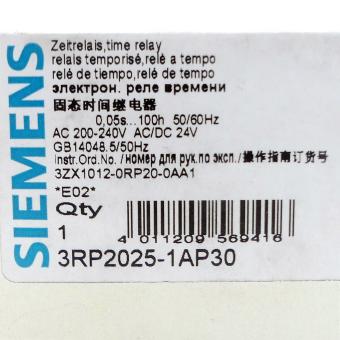 SIEMENS
Zeitrelais,time relay
relais temporisé,relè a tempo
relé de tiempo,relé de tempo
электрон. реле времени
固态时间继电器
0,05s...100h 50/60Hz
AC 200-240V AC/DC 24V
GB14048.5/50Hz
Instr.Ord.No. /номер для рук.по эксп./操作指南订货号
3ZX1012-0RP20-0AA1
*E02*
Qty
1
4 011209 569416
3RP2025-1AP30